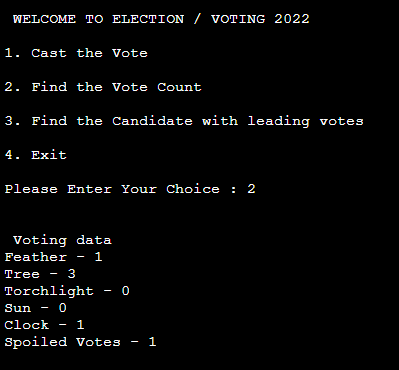 WELCOME TO ELECTION / VOTING 2022
1. Cast the Vote
2. Find the Vote Count
3. Find the Candidate with leading votes
4. Exit
Please Enter Your Choice : 2
Voting data
Feather - 1
Tree - 3
Torchlight - 0
Sun - 0
Clock - 1
Spoiled Votes - 1